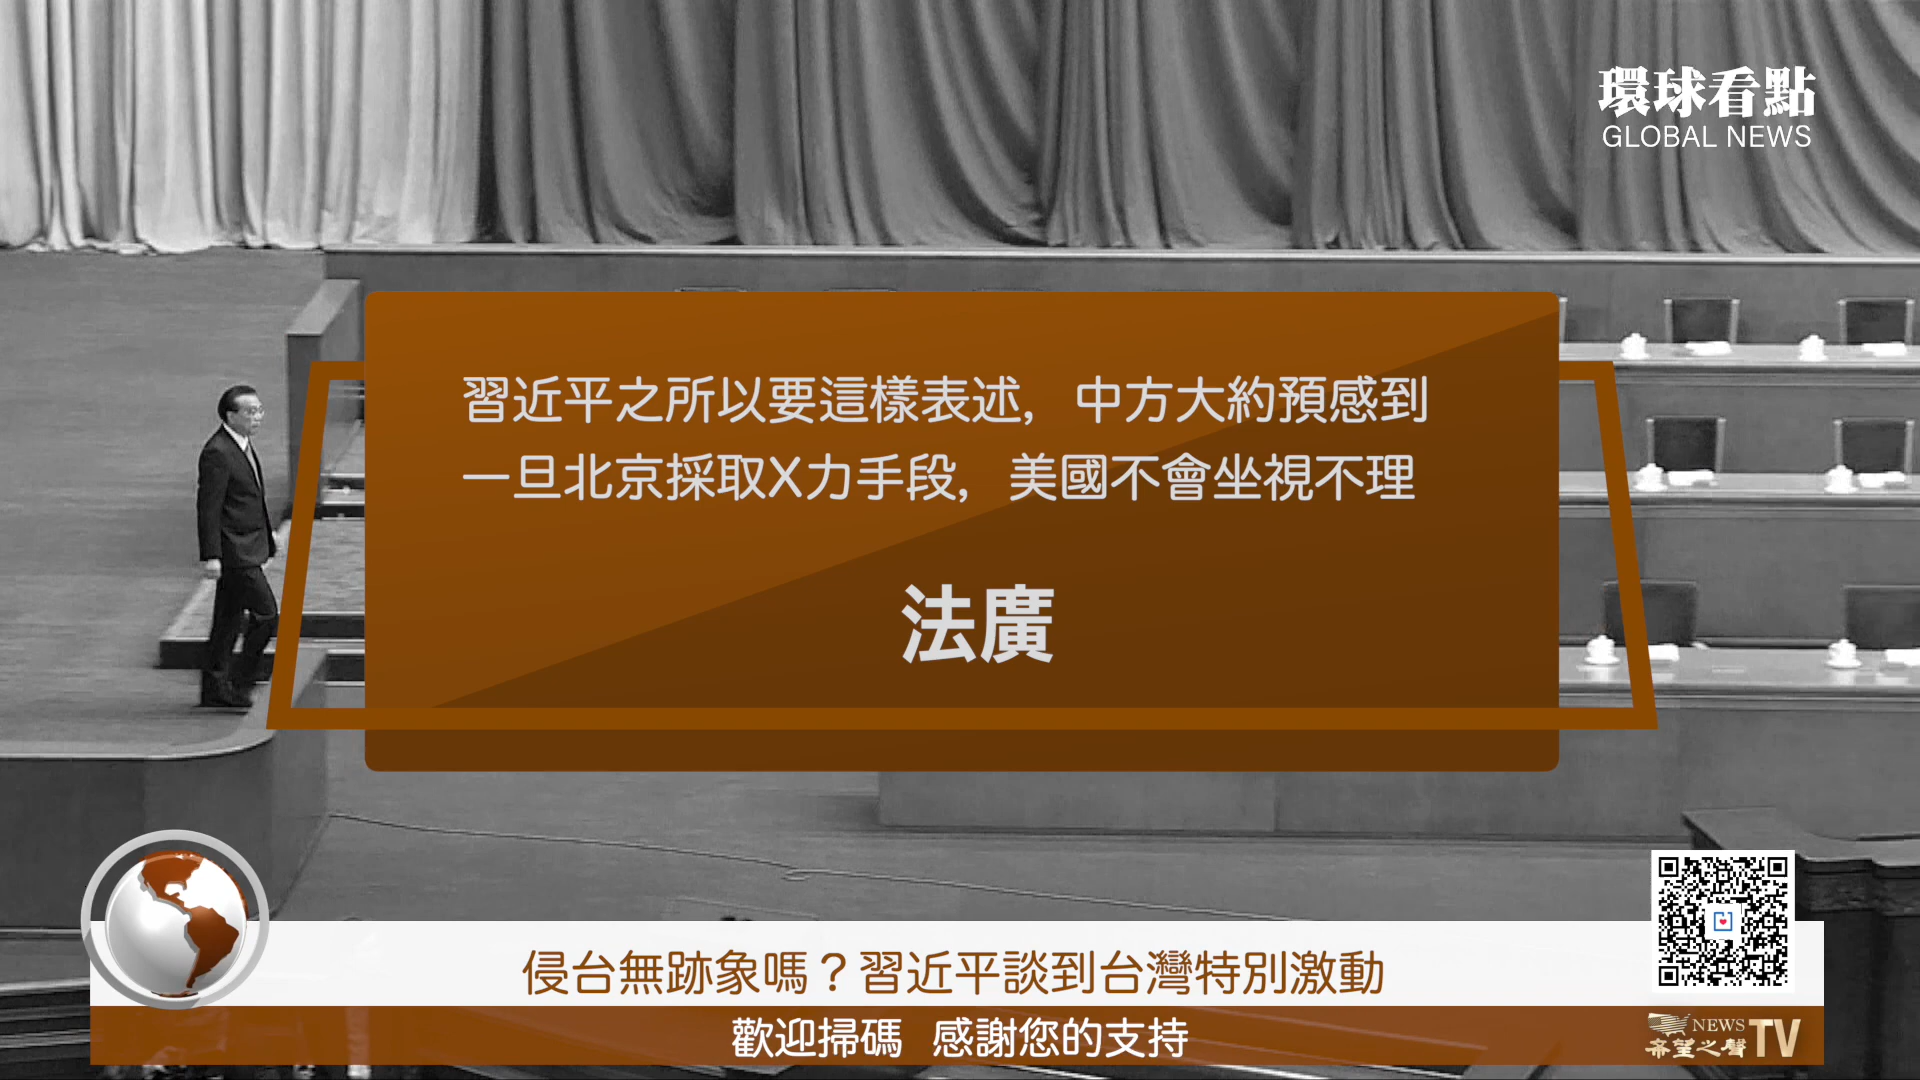 環球看點
GLOBAL NEWS
習近平之所以要這樣表述，中方大約預感到
一旦北京採取X力手段，美國不會坐視不理
法廣
侵台無跡象嗎？習近平談到台灣特別激動
歡迎掃碼 感謝您的支持
NEWS
希望之聲TV